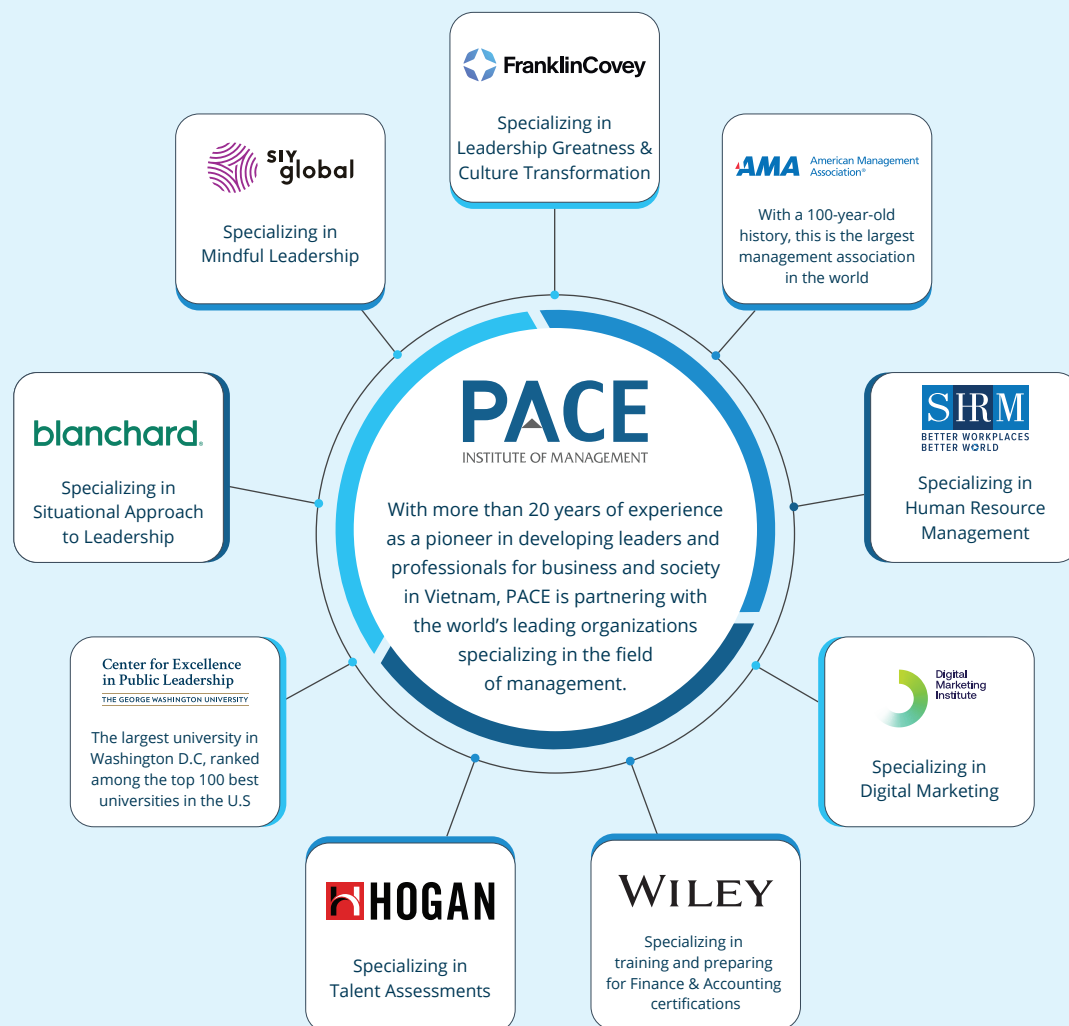 FranklinCovey
Specializing in
Leadership Greatness &
Culture Transformation
SIY
global
Specializing in
Mindful Leadership
AMA American Management
Association®
With a 100-year-old
history, this is the largest
management association
in the world
blanchard.
Specializing in
Situational Approach
to Leadership
PACE
INSTITUTE OF MANAGEMENT
With more than 20 years of experience
as a pioneer in developing leaders and
professionals for business and society
in Vietnam, PACE is partnering with
the world’s leading organizations
specializing in the field
of management.
SHRM
BETTER WORKPLACES
BETTER WORLD
Specializing in
Human Resource
Management
Center for Excellence
in Public Leadership
THE GEORGE WASHINGTON UNIVERSITY
The largest university in
Washington D.C, ranked
among the top 100 best
universities in the U.S
Digital
Marketing
Institute
Specializing in
Digital Marketing
HOGAN
Specializing in
Talent Assessments
WILEY
Specializing in
training and preparing
for Finance & Accounting
certifications